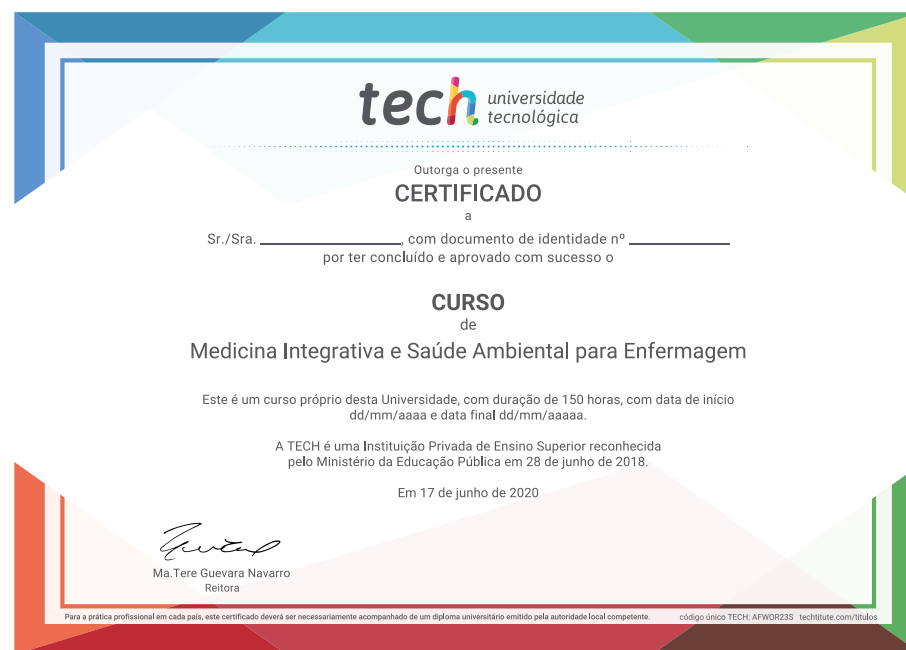 tech universidade
tecnológica
Outorga o presente
CERTIFICADO
a
Sr./Sra. ____________________, com documento de identidade nº ______________
por ter concluído e aprovado com sucesso o
CURSO
de
Medicina Integrativa e Saúde Ambiental para Enfermagem
Este é um curso próprio desta Universidade, com duração de 150 horas, com data de início
dd/mm/aaaa e data final dd/mm/aaaaa.
A TECH é uma Instituição Privada de Ensino Superior reconhecida
pelo Ministério da Educação Pública em 28 de junho de 2018.
Em 17 de junho de 2020
Ma.Tere Guevara Navarro
Reitora
Para a prática profissional em cada país, este certificado deverá ser necessariamente acompanhado de um diploma universitário emitido pela autoridade local competente.
código único TECH: AFWOR23S techtitute.com/titulos